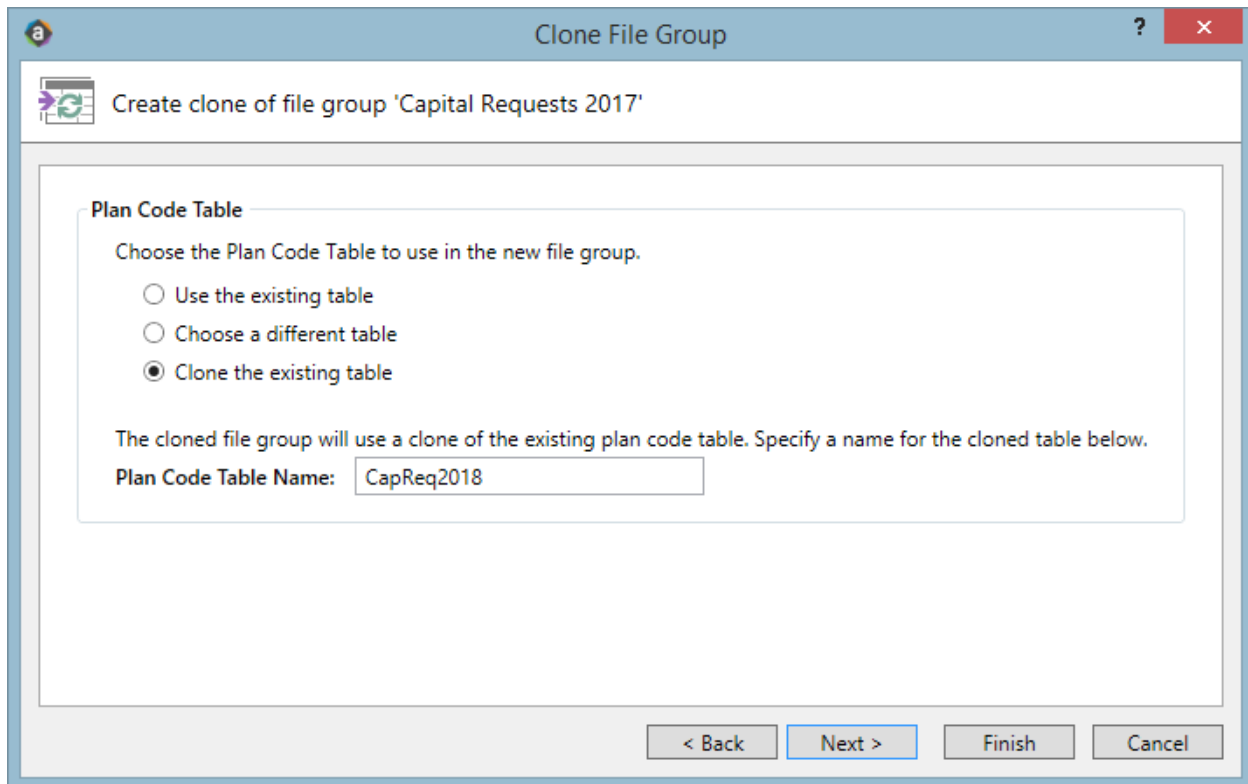 Clone File Group
?
Create clone of file group 'Capital Requests 2017'
Plan Code Table
Choose the Plan Code Table to use in the new file group.
Use the existing table
Choose a different table
Clone the existing table
The cloned file group will use a clone of the existing plan code table. Specify a name for the cloned table below.
Plan Code Table Name: CapReq2018
< Back Next > Finish Cancel